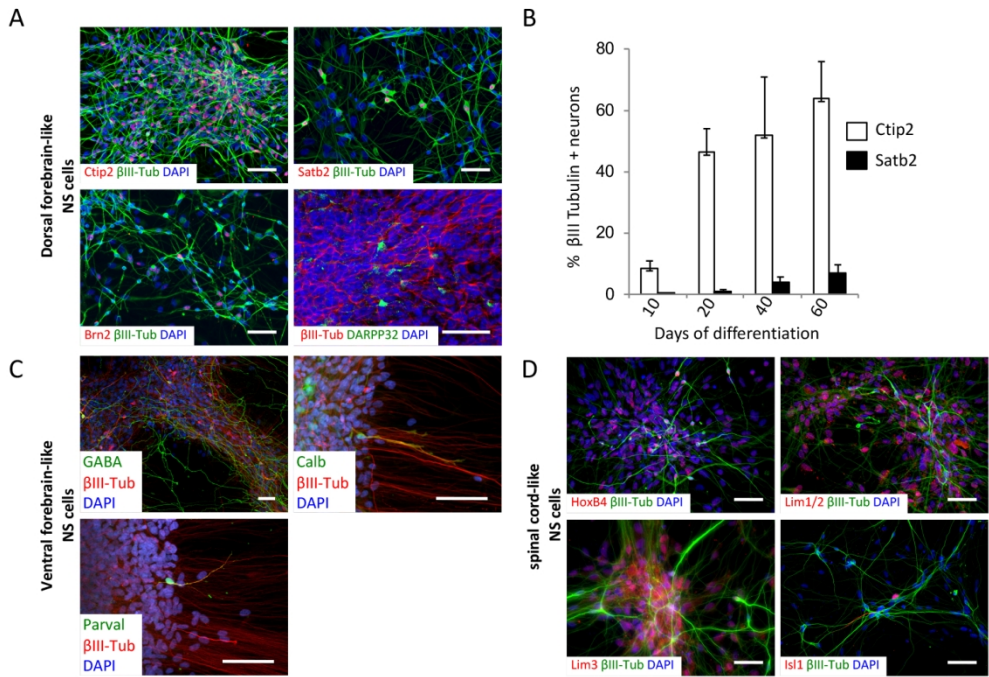 A
Dorsal forebrain-like
NS cells
Ctip2 βIII-Tub DAPI
Satb2 βIII-Tub DAPI
Brn2 βIII-Tub DAPI
βIII-Tub DARPP32 DAPI
B
% βIII Tubulin + neurons
80
60
40
20
0
10
20
40
60
Days of differentiation
Ctip2
Satb2
C
Ventral forebrain-like
NS cells
GABA
βIII-Tub
DAPI
Calb
βIII-Tub
DAPI
Parval
βIII-Tub
DAPI
D
spinal cord-like
NS cells
HoxB4 βIII-Tub DAPI
Lim1/2 βIII-Tub DAPI
Lim3 βIII-Tub DAPI
Isl1 βIII-Tub DAPI